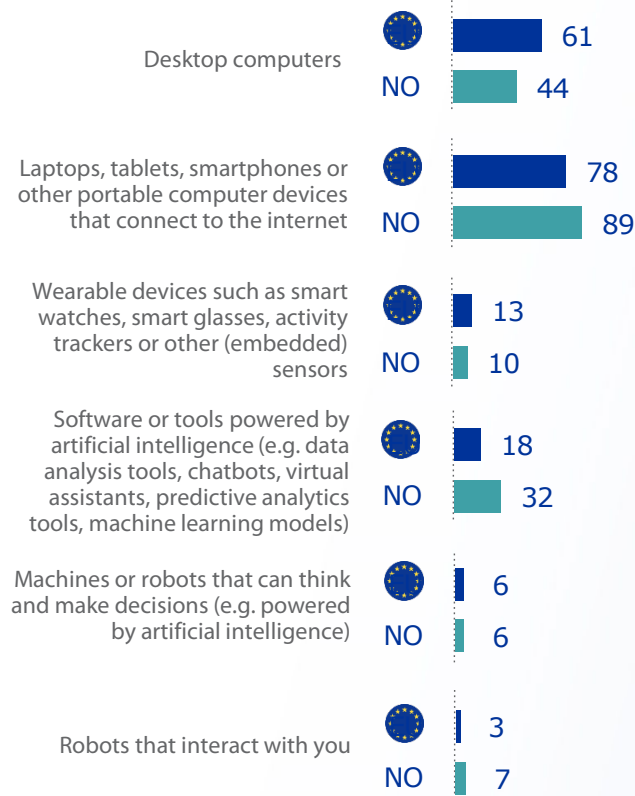 Desktop computers
61
NO
44
Laptops, tablets, smartphones or
other portable computer devices
that connect to the internet
78
NO
89
Wearable devices such as smart
watches, smart glasses, activity
trackers or other (embedded)
sensors
13
NO
10
Software or tools powered by
artificial intelligence (e.g. data
analysis tools, chatbots, virtual
assistants, predictive analytics
tools, machine learning models)
18
NO
32
Machines or robots that can think
and make decisions (e.g. powered
by artificial intelligence)
6
NO
6
Robots that interact with you
3
NO
7